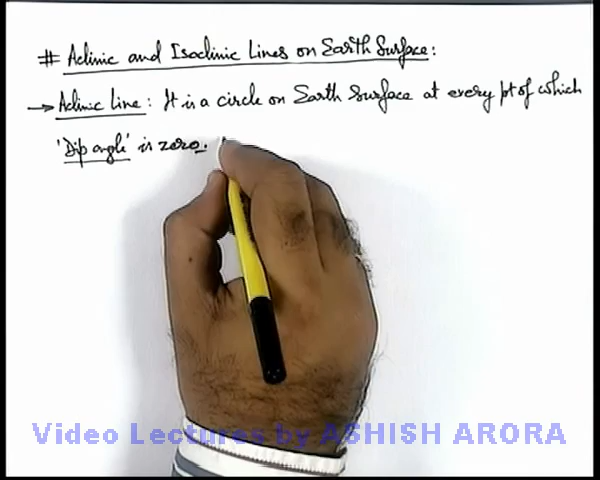 # Aclinic and Isoclinic Lines on Earth Surface:
→ Aclinic Line: It is a circle on Earth Surface at every pt of which
'Dip angle' is zero.
Video Lectures by ASHISH ARORA